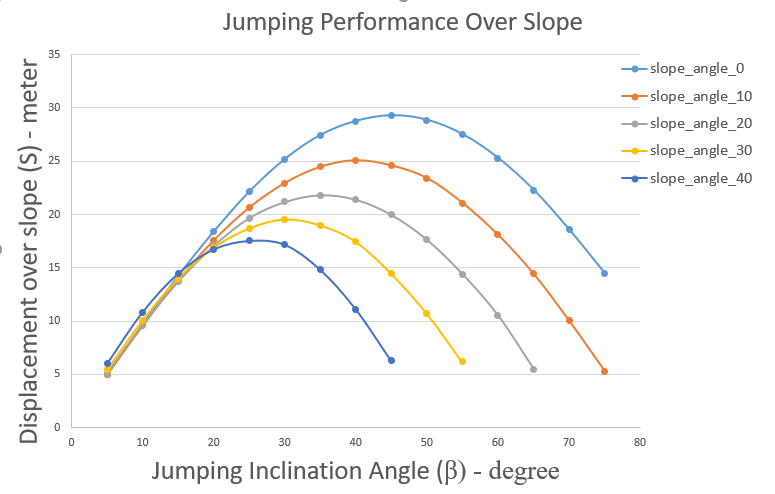 Jumping Performance Over Slope
Displacement over slope (S) - meter
35
30
25
20
15
10
5
0
0 10 20 30 40 50 60 70 80
Jumping Inclination Angle (β) - degree
slope_angle_0
slope_angle_10
slope_angle_20
slope_angle_30
slope_angle_40